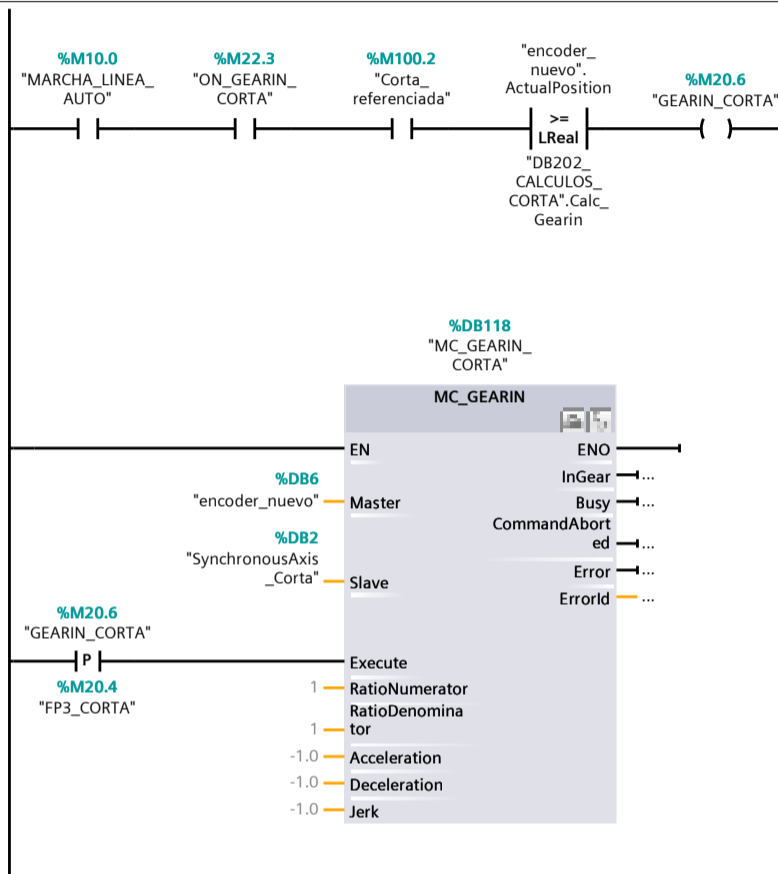 %M10.0
"MARCHA_LINEA_
AUTO"
%M22.3
"ON_GEARIN_
CORTA"
%M100.2
"Corta_
referenciada"
"encoder_
nuevo".
ActualPosition
>=
LReal
"DB202_
CALCULOS_
CORTA".Calc_
Gearin
%M20.6
"GEARIN_CORTA"
%DB118
"MC_GEARIN_
CORTA"
MC_GEARIN
EN
ENO
%DB6
"encoder_nuevo"
Master
%DB2
"SynchronousAxis
_Corta"
Slave
InGear
...
Busy
...
CommandAbort
ed
...
Error
...
ErrorId
...
%M20.6
"GEARIN_CORTA"
P
%M20.4
"FP3_CORTA"
Execute
1
RatioNumerator
RatioDenomina
1
tor
-1.0
Acceleration
-1.0
Deceleration
-1.0
Jerk